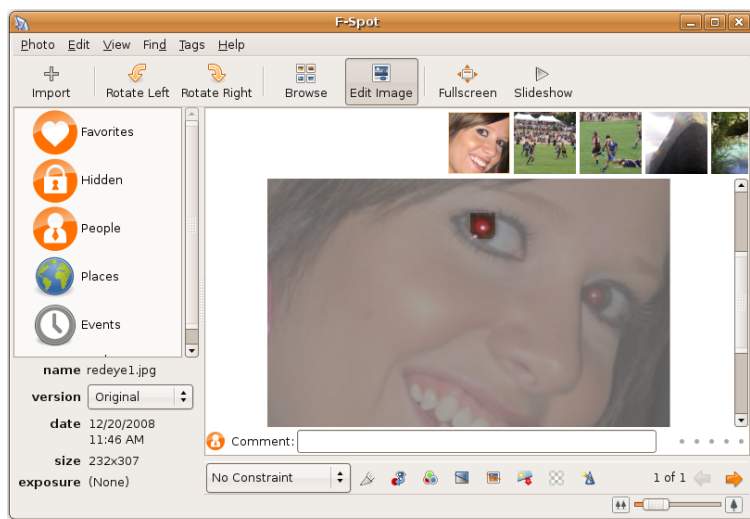 F-Spot
Photo Edit View Find Tags Help
Import Rotate Left Rotate Right Browse Edit Image Fullscreen Slideshow
Favorites
Hidden
People
Places
Events
name redeye1.jpg
version Original
date 12/20/2008
11:46 AM
size 232x307
exposure (None)
Comment:
No Constraint
1 of 1